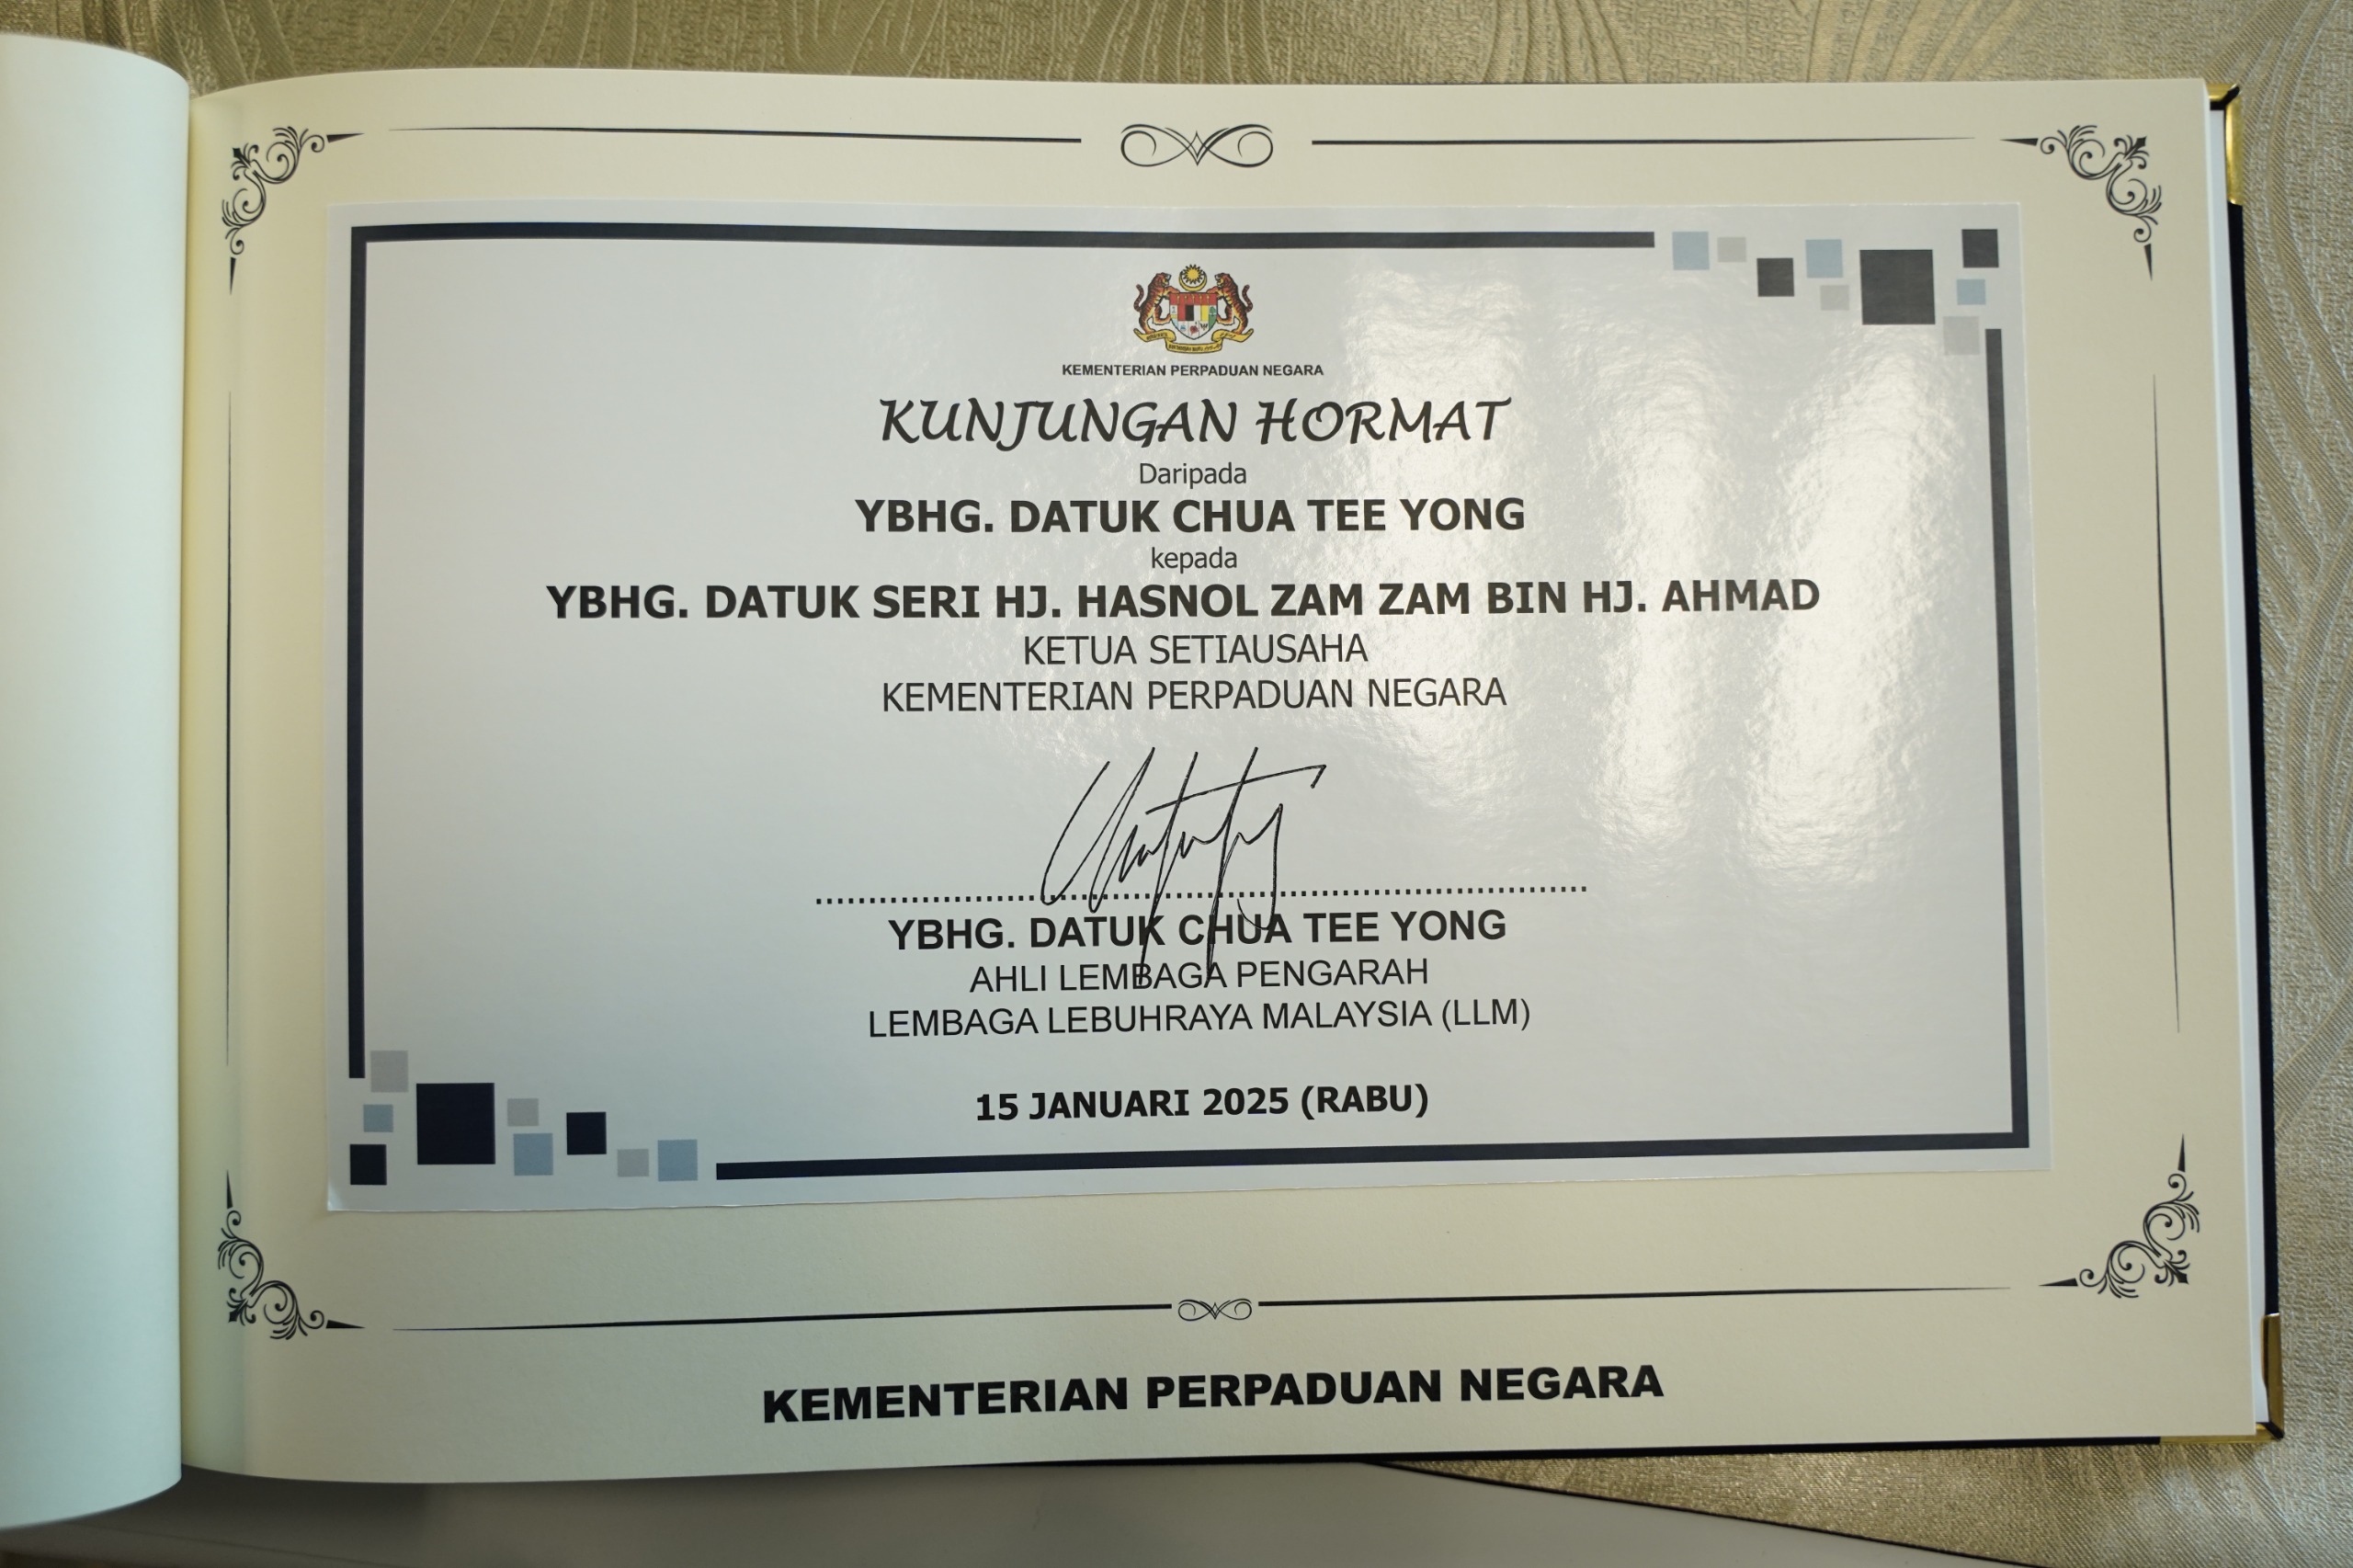 KEMENTERIAN PERPADUAN NEGARA
KUNJUNGAN HORMAT
Daripada
YBHG. DATUK CHUA TEE YONG
kepada
YBHG. DATUK SERI HJ. HASNOL ZAM ZAM BIN HJ. AHMAD
KETUA SETIAUSAHA
KEMENTERIAN PERPADUAN NEGARA
YBHG. DATUK CHUA TEE YONG
AHLI LEMBAGA PENGARAH
LEMBAGA LEBUHRAYA MALAYSIA (LLM)
15 JANUARI 2025 (RABU)
KEMENTERIAN PERPADUAN NEGARA